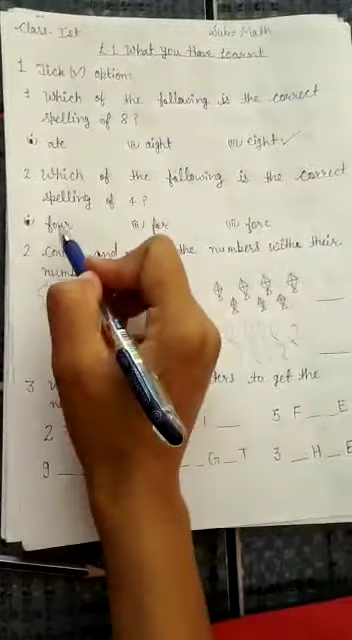 Class- Ist Sub:- Math
L-1 What You Have Learnt
1 Tick (√) option:
1 Which of the following is the correct
spelling of 8?
i) ate ii) aight iii) eight ✓
2 Which of the following is the correct
spelling of 4?
i) four ii) for iii) fore
2 and the numbers with their
3 to get the
2 1 _ 5 F _ _ E
9 _ _ G _ T 3 _ H _ E